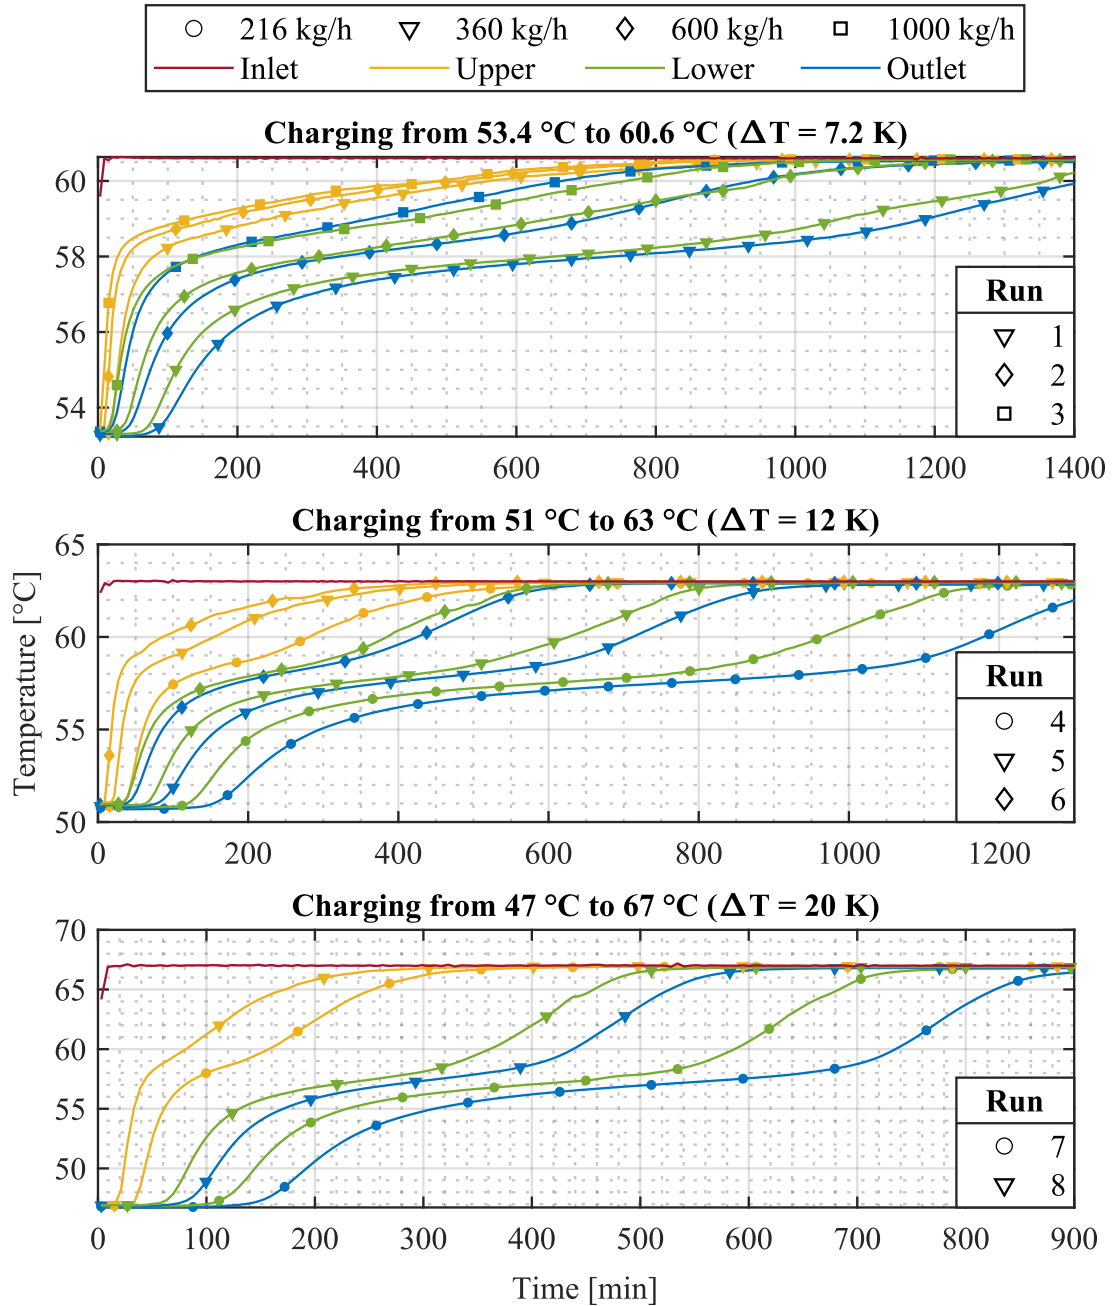 216 kg/h 360 kg/h 600 kg/h 1000 kg/h
Inlet Upper Lower Outlet
Charging from 53.4 °C to 60.6 °C (ΔT = 7.2 K)
60
58
56
54
Run
1
2
3
0 200 400 600 800 1000 1200 1400
Charging from 51 °C to 63 °C (ΔT = 12 K)
65
60
55
50
Run
4
5
6
0 200 400 600 800 1000 1200
Temperature [°C]
Charging from 47 °C to 67 °C (ΔT = 20 K)
70
65
60
55
50
Run
7
8
0 100 200 300 400 500 600 700 800 900
Time [min]